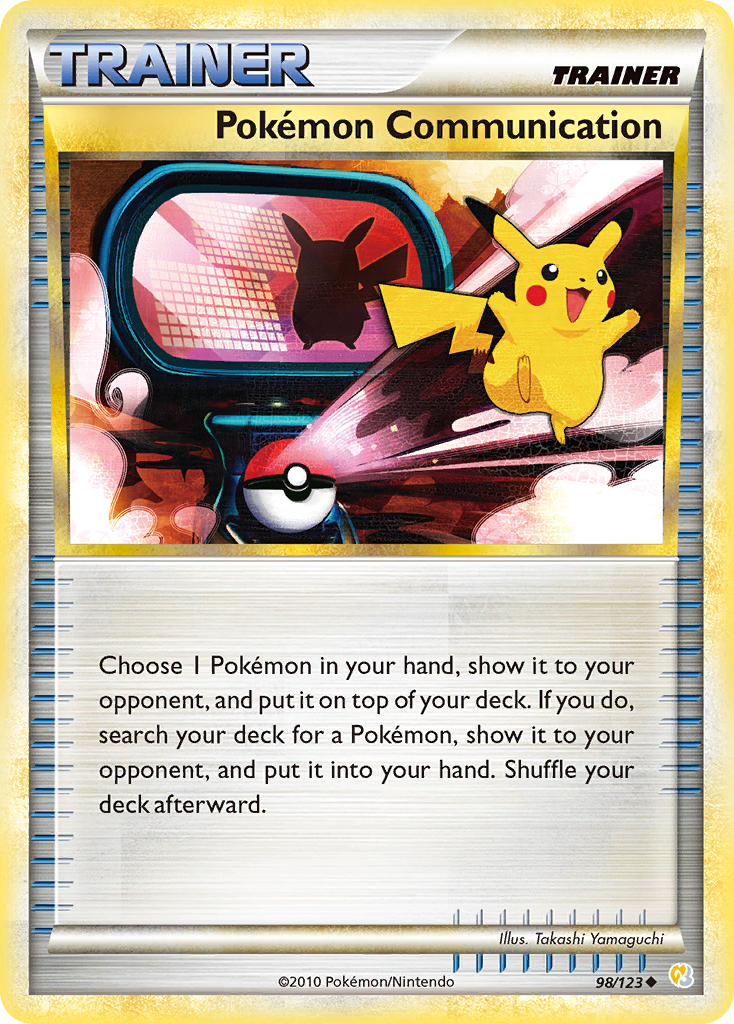 TRAINER
TRAINER
Pokémon Communication
Choose 1 Pokémon in your hand, show it to your
opponent, and put it on top of your deck. If you do,
search your deck for a Pokémon, show it to your
opponent, and put it into your hand. Shuffle your
deck afterward.
Illus. Takashi Yamaguchi
©2010 Pokémon/Nintendo
98/123